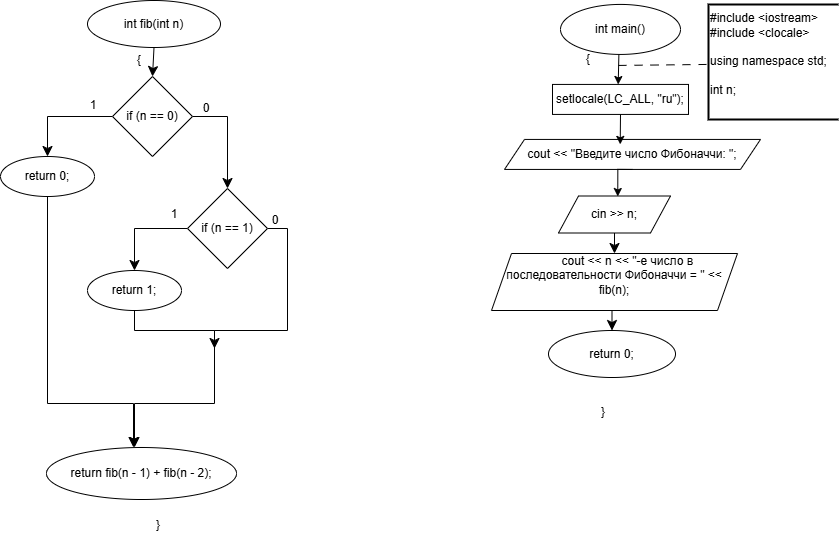 int fib(int n)
{
if (n == 0)
1
0
return 0;
if (n == 1)
1
0
return 1;
return fib(n - 1) + fib(n - 2);
}
int main()
{
#include <iostream>
#include <clocale>
using namespace std;
int n;
setlocale(LC_ALL, "ru");
cout << "Введите число Фибоначчи: ";
cin >> n;
cout << n << "-е число в
последовательности Фибоначчи = " <<
fib(n);
return 0;
}